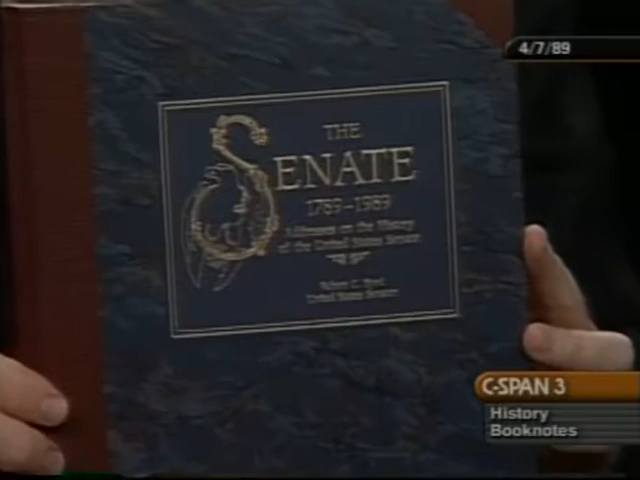 4/7/89
THE
SENATE
1789-1989
Addresses on the History
of the United States Senate
Robert C. Byrd
United States Senator
C-SPAN 3
History
Booknotes